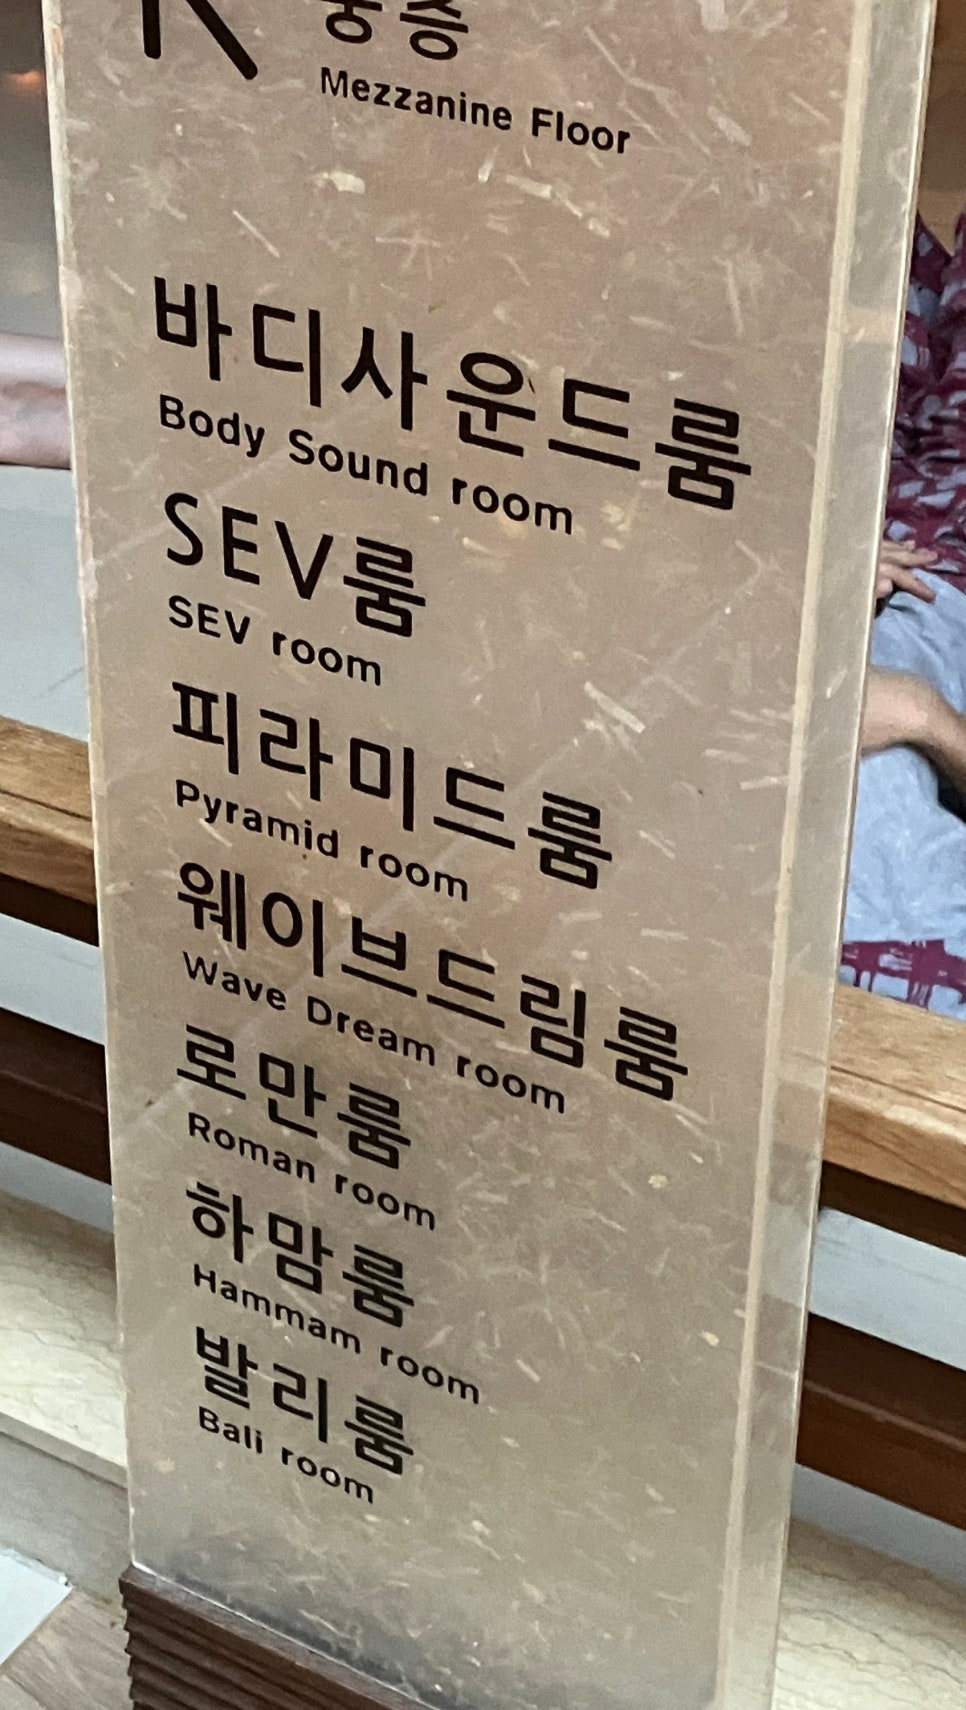 중층
Mezzanine Floor
바디사운드룸
Body Sound room
SEV룸
SEV room
피라미드룸
Pyramid room
웨이브드림룸
Wave Dream room
로만룸
Roman room
하맘룸
Hammam room
발리룸
Bali room